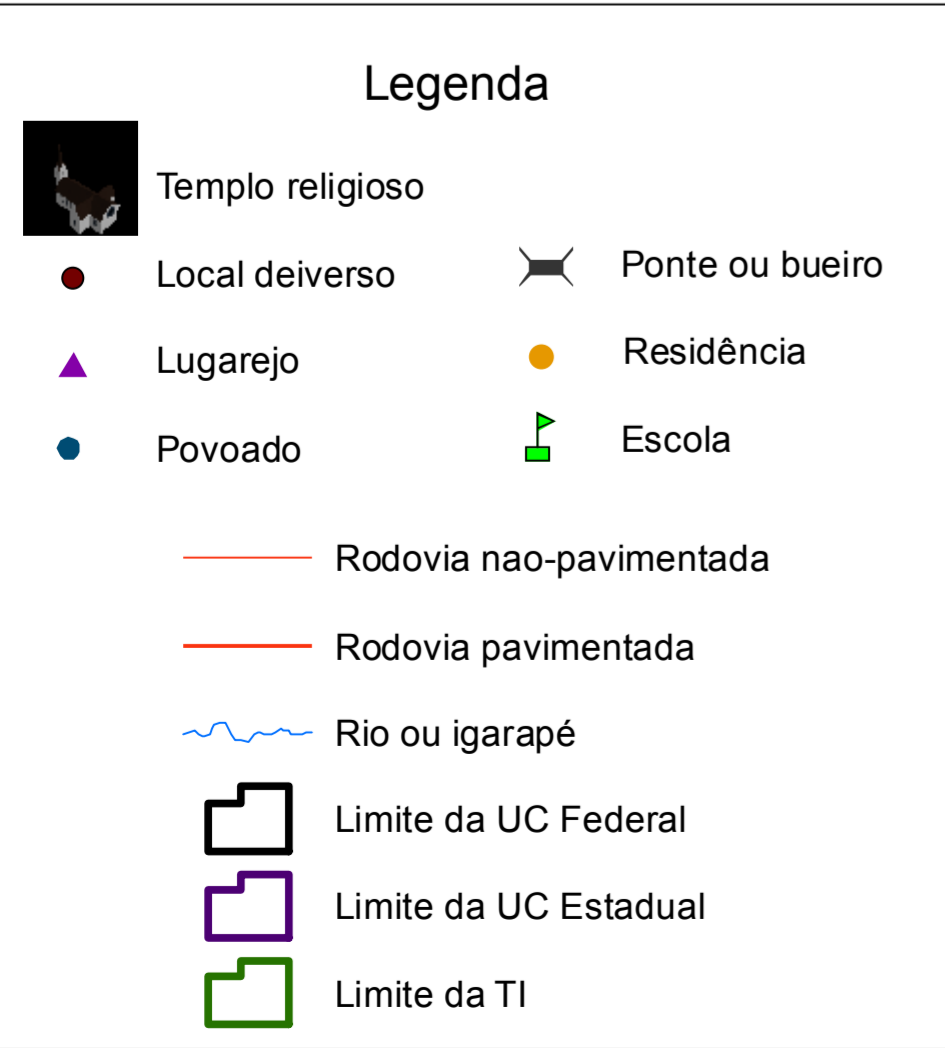 Legenda
Templo religioso
Local deiverso
Ponte ou bueiro
Lugarejo
Residência
Povoado
Escola
Rodovia nao-pavimentada
Rodovia pavimentada
Rio ou igarapé
Limite da UC Federal
Limite da UC Estadual
Limite da TI